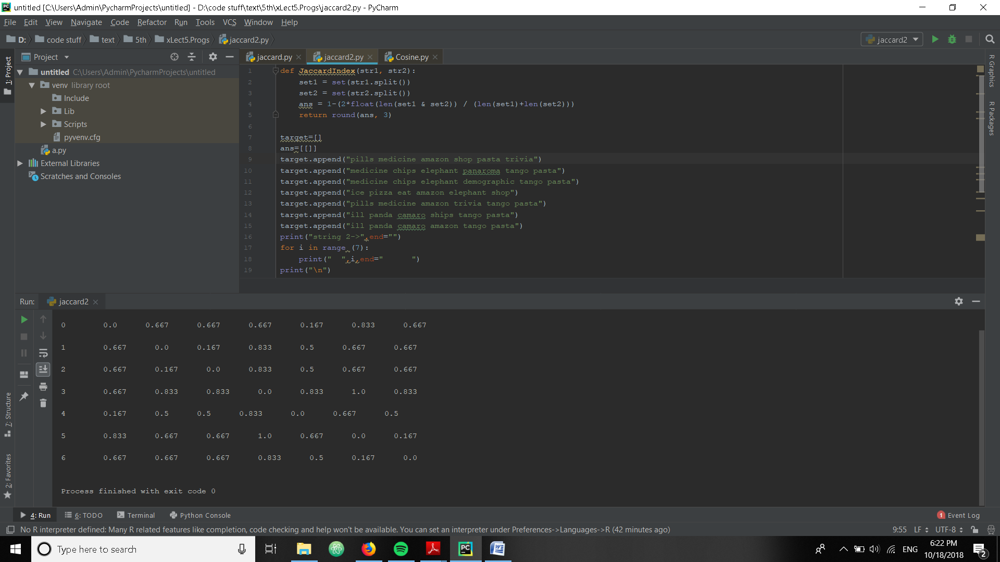 untitled [C:\Users\Admin\PycharmProjects\untitled] - D:\code stuff\text\5th\xLect5.Progs\jaccard2.py - PyCharm
File Edit View Navigate Code Refactor Run Tools VCS Window Help
D: code stuff text 5th xLect5.Progs jaccard2.py
jaccard2
1: Project
Project
untitled C:\Users\Admin\PycharmProjects\untitled
venv library root
Include
Lib
Scripts
pyvenv.cfg
a.py
External Libraries
Scratches and Consoles
jaccard.py jaccard2.py Cosine.py
1 def JaccardIndex(str1, str2):
2 set1 = set(str1.split())
3 set2 = set(str2.split())
4 ans = 1-(2*float(len(set1 & set2)) / (len(set1)+len(set2)))
5 return round(ans, 3)
6
7 target=[]
8 ans=[[]]
9 target.append("pills medicine amazon shop pasta trivia")
10 target.append("medicine chips elephant panaroma tango pasta")
11 target.append("medicine chips elephant demographic tango pasta")
12 target.append("ice pizza eat amazon elephant shop")
13 target.append("pills medicine amazon trivia tango pasta")
14 target.append("ill panda camaro ships tango pasta")
15 target.append("ill panda camaro amazon tango pasta")
16 print("string 2->",end="")
17 for i in range (7):
18 print("  ",i,end="      ")
19 print("\n")
R Graphics
R Packages
Run: jaccard2
0 0.0 0.667 0.667 0.667 0.167 0.833 0.667
1 0.667 0.0 0.167 0.833 0.5 0.667 0.667
2 0.667 0.167 0.0 0.833 0.5 0.667 0.667
3 0.667 0.833 0.833 0.0 0.833 1.0 0.833
4 0.167 0.5 0.5 0.833 0.0 0.667 0.5
5 0.833 0.667 0.667 1.0 0.667 0.0 0.167
6 0.667 0.667 0.667 0.833 0.5 0.167 0.0
Process finished with exit code 0
7: Structure
2: Favorites
4: Run 6: TODO Terminal Python Console
1 Event Log
No R interpreter defined: Many R related features like completion, code checking and help won't be available. You can set an interpreter under Preferences->Languages->R (42 minutes ago)
9:55 LF UTF-8
Type here to search
PC
W
ENG
6:22 PM
10/18/2018
2